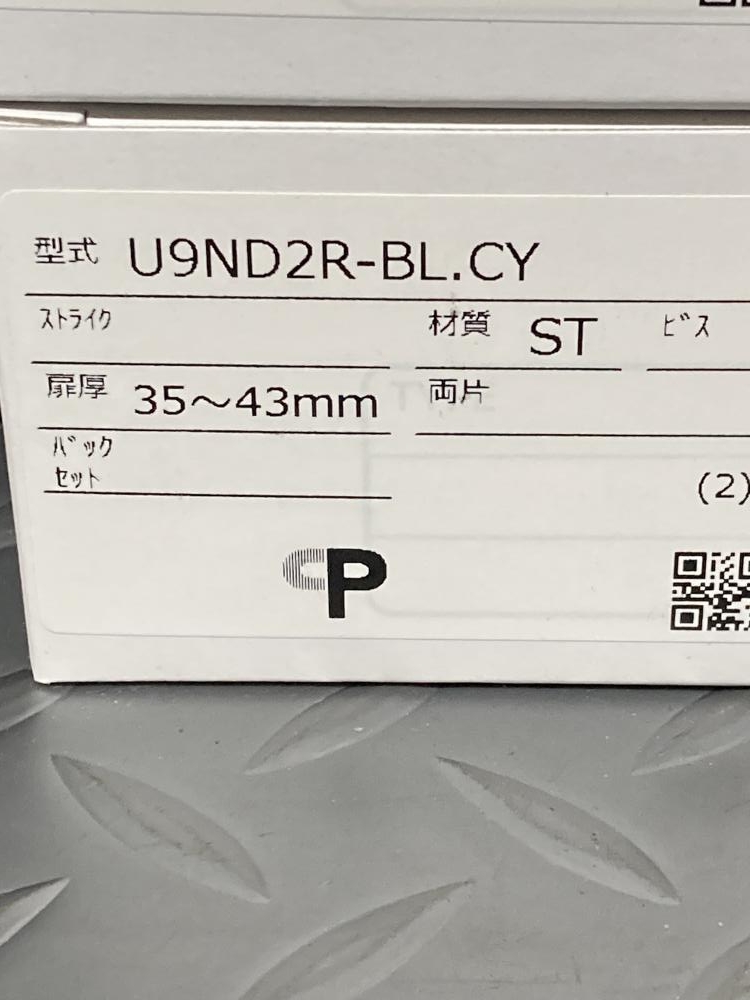 型式 U9ND2R-BL.CY
ｽﾄﾗｲｸ 材質 ST ﾋﾞｽ
扉厚 35～43mm 両片
ﾊﾞｯｸ
ｾｯﾄ
(2)
CP